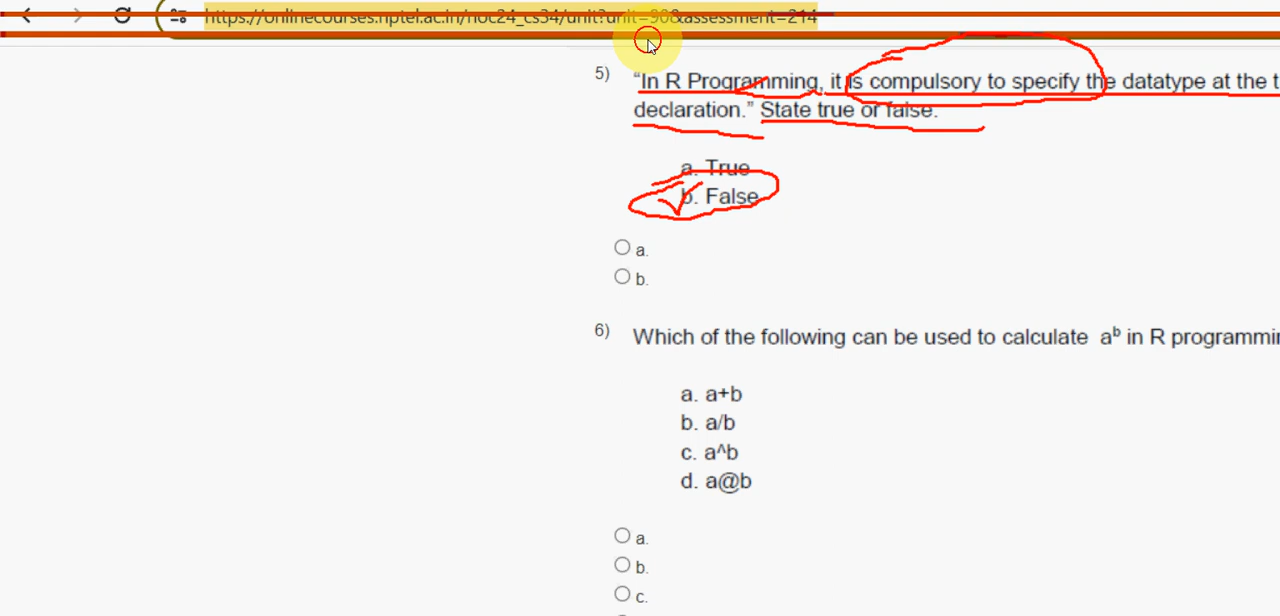 https://onlinecourses.nptel.ac.in/noc24_cs34/unit?unit=90&assessment=214
5) "In R Programming, it is compulsory to specify the datatype at the t
declaration." State true or false.
a. True
b. False
a.
b.
6) Which of the following can be used to calculate aᵇ in R programmin
a. a+b
b. a/b
c. a^b
d. a@b
a.
b.
c.